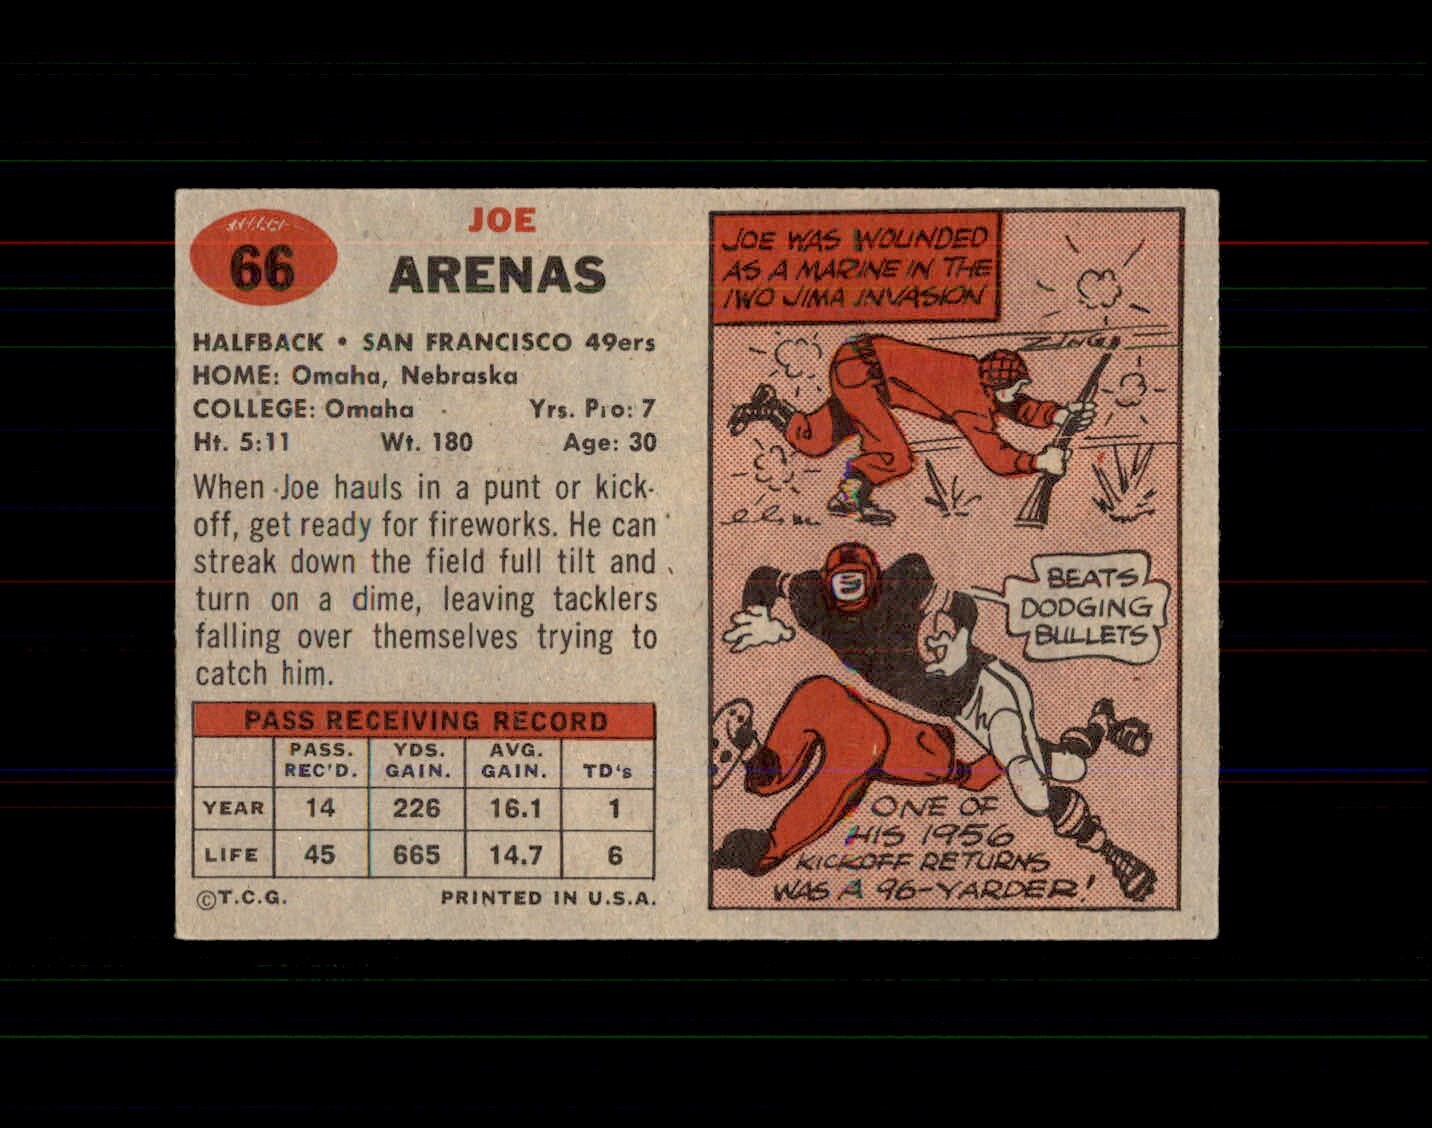 66
JOE
ARENAS
HALFBACK • SAN FRANCISCO 49ers
HOME: Omaha, Nebraska
COLLEGE: Omaha Yrs. Pro: 7
Ht. 5:11 Wt. 180 Age: 30
When Joe hauls in a punt or kick-
off, get ready for fireworks. He can
streak down the field full tilt and
turn on a dime, leaving tacklers
falling over themselves trying to
catch him.
PASS RECEIVING RECORD
PASS. REC'D. YDS. GAIN. AVG. GAIN. TD's
YEAR 14 226 16.1 1
LIFE 45 665 14.7 6
©T.C.G. PRINTED IN U.S.A.
JOE WAS WOUNDED
AS A MARINE IN THE
IWO JIMA INVASION
ZING!
BEATS
DODGING
BULLETS
ONE OF
HIS 1956
KICKOFF RETURNS
WAS A 96-YARDER!